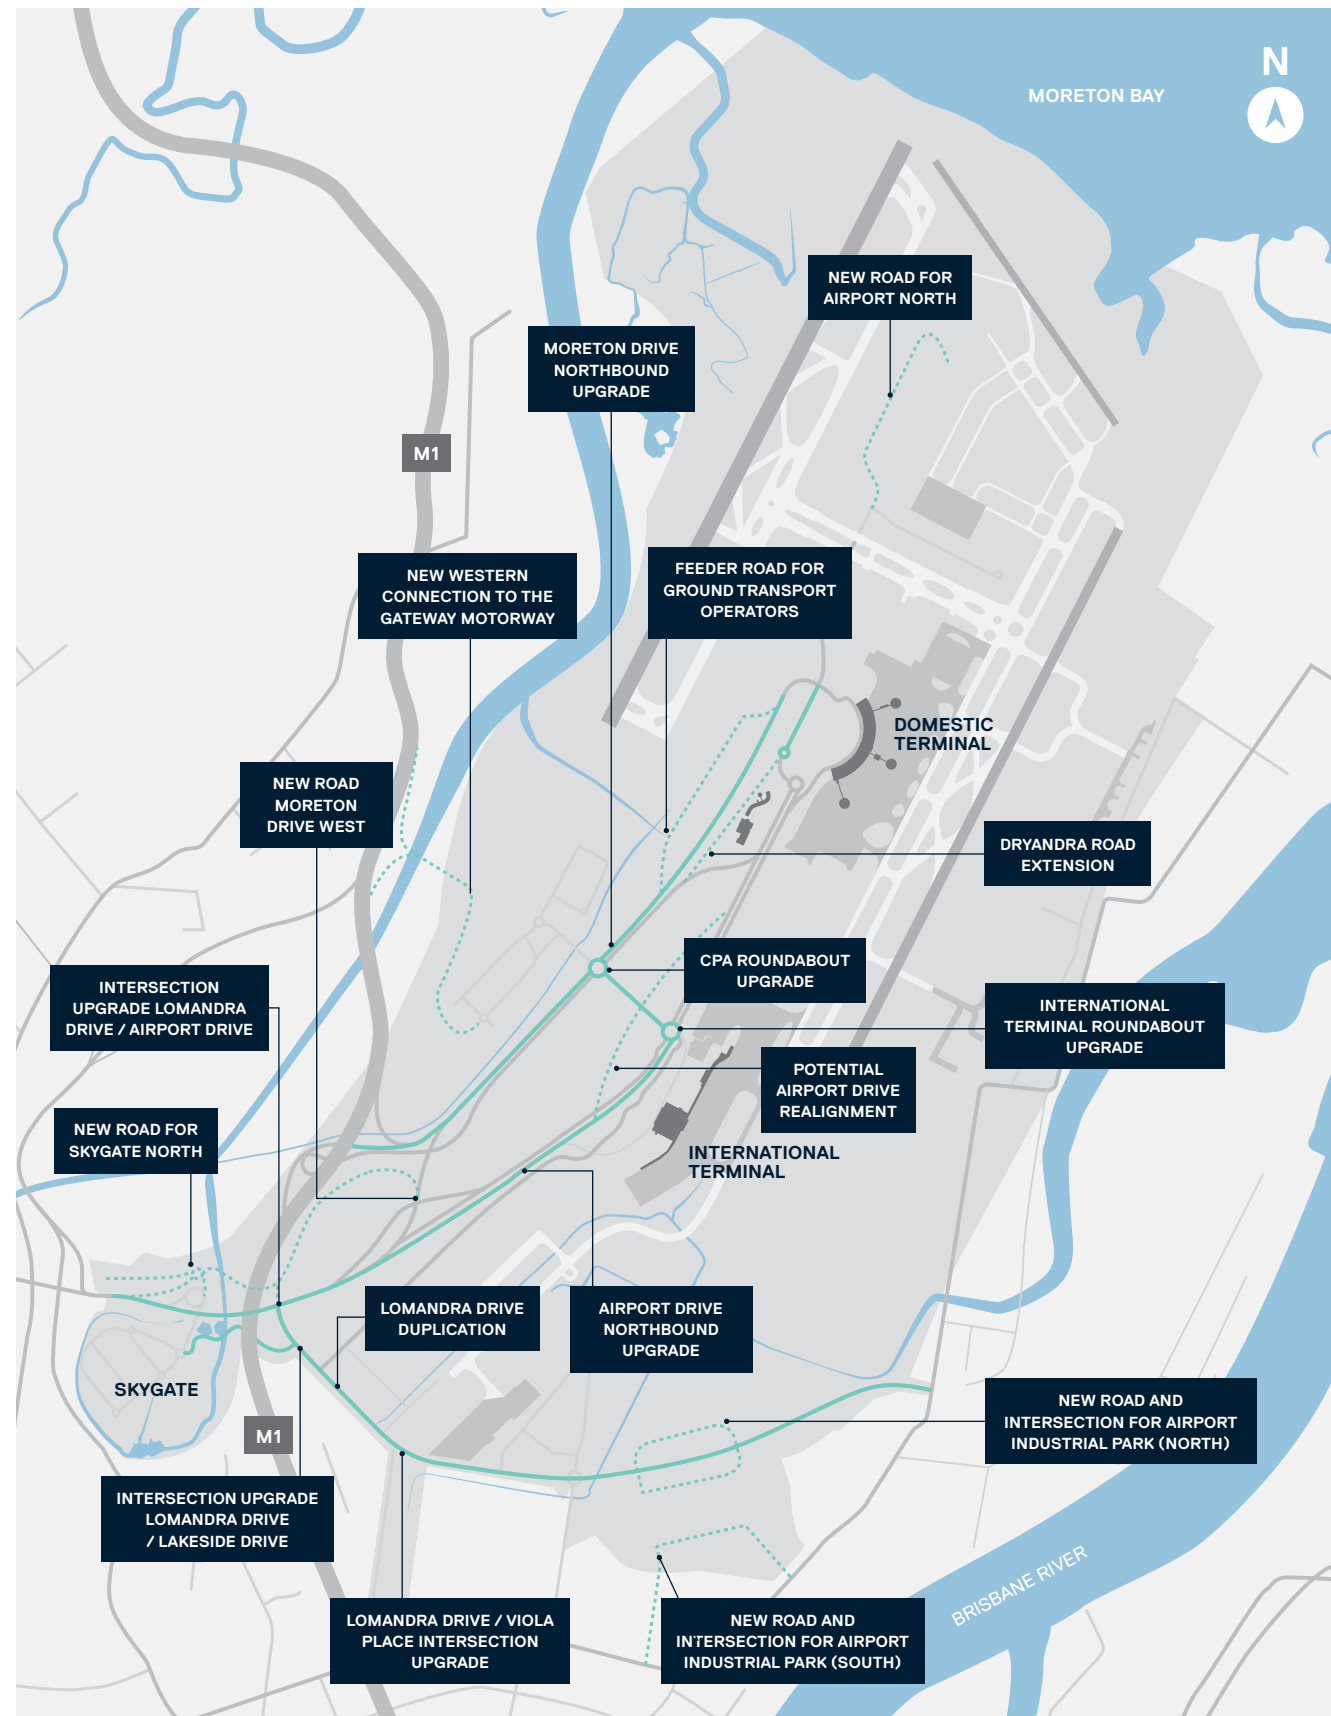 N
MORETON BAY
NEW ROAD FOR
AIRPORT NORTH
MORETON DRIVE
NORTHBOUND
UPGRADE
M1
NEW WESTERN
CONNECTION TO THE
GATEWAY MOTORWAY
FEEDER ROAD FOR
GROUND TRANSPORT
OPERATORS
DOMESTIC
TERMINAL
NEW ROAD
MORETON
DRIVE WEST
DRYANDRA ROAD
EXTENSION
CPA ROUNDABOUT
UPGRADE
INTERSECTION
UPGRADE LOMANDRA
DRIVE / AIRPORT DRIVE
INTERNATIONAL
TERMINAL ROUNDABOUT
UPGRADE
POTENTIAL
AIRPORT DRIVE
REALIGNMENT
NEW ROAD FOR
SKYGATE NORTH
INTERNATIONAL
TERMINAL
LOMANDRA DRIVE
DUPLICATION
AIRPORT DRIVE
NORTHBOUND
UPGRADE
SKYGATE
M1
NEW ROAD AND
INTERSECTION FOR AIRPORT
INDUSTRIAL PARK (NORTH)
INTERSECTION UPGRADE
LOMANDRA DRIVE
/ LAKESIDE DRIVE
BRISBANE RIVER
LOMANDRA DRIVE / VIOLA
PLACE INTERSECTION
UPGRADE
NEW ROAD AND
INTERSECTION FOR AIRPORT
INDUSTRIAL PARK (SOUTH)